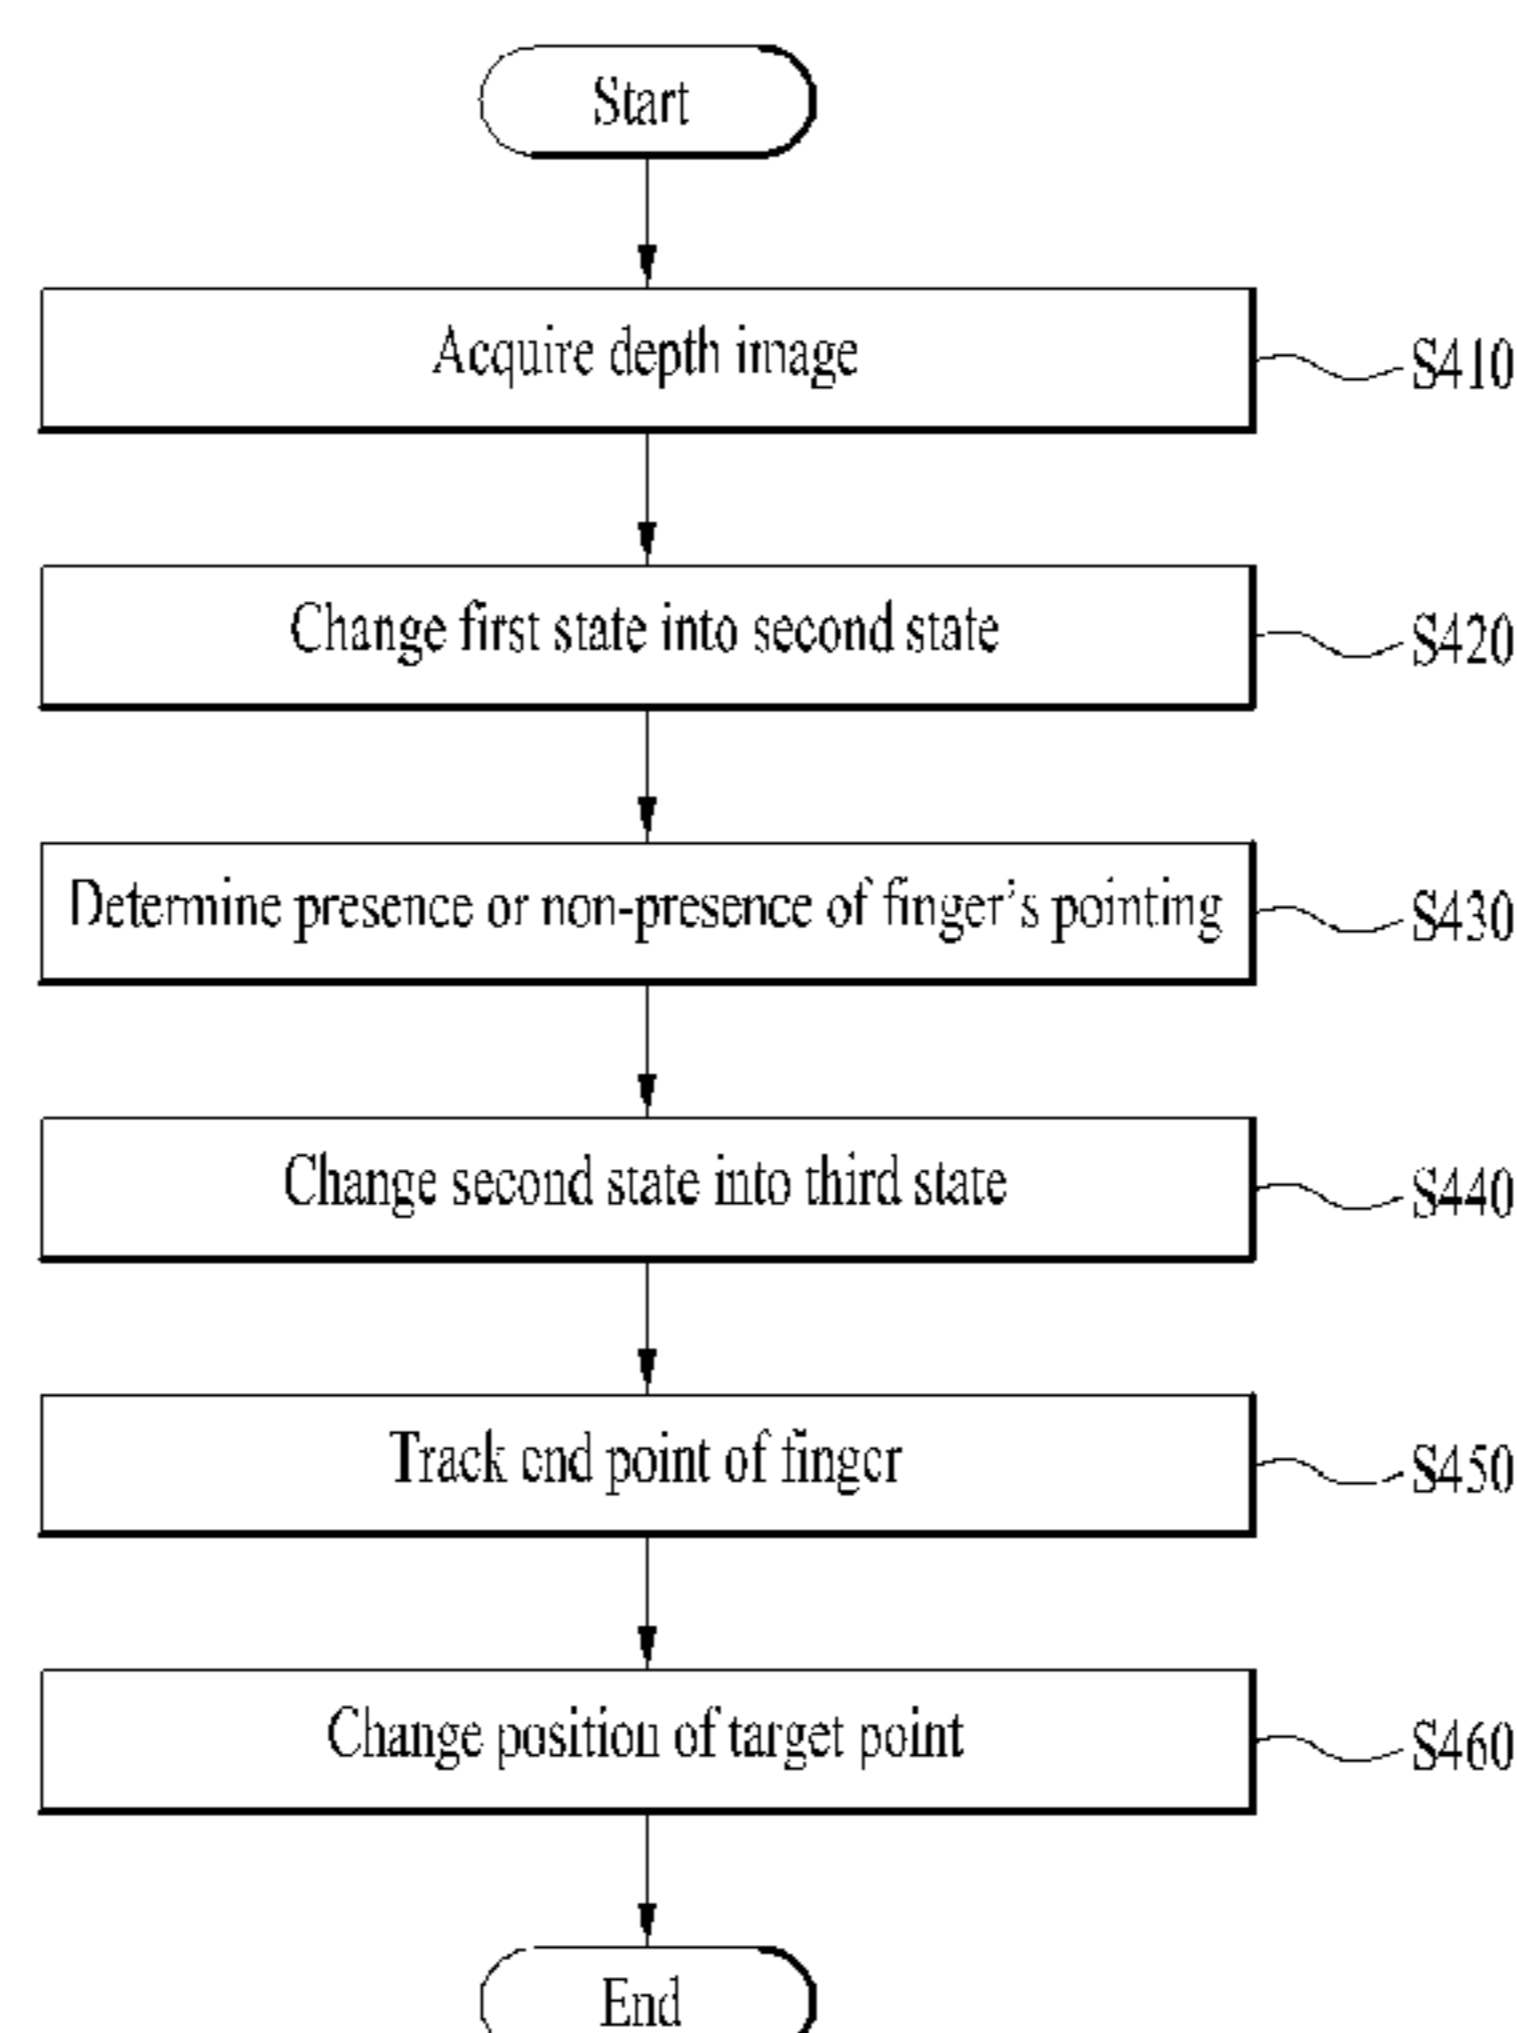 Start
Acquire depth image
S410
Change first state into second state
S420
Determine presence or non-presence of finger's pointing
S430
Change second state into third state
S440
Track end point of finger
S450
Change position of target point
S460
End